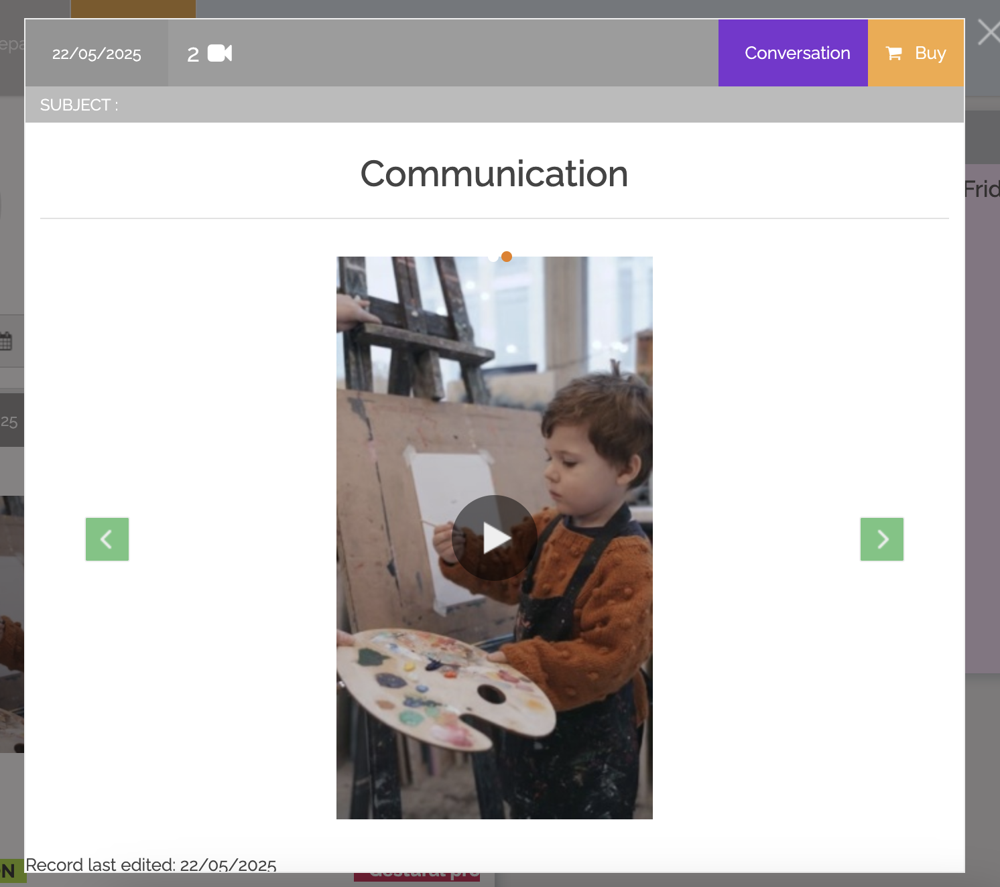 22/05/2025
2
Conversation
Buy
SUBJECT :
Communication
Frid
25
Record last edited: 22/05/2025